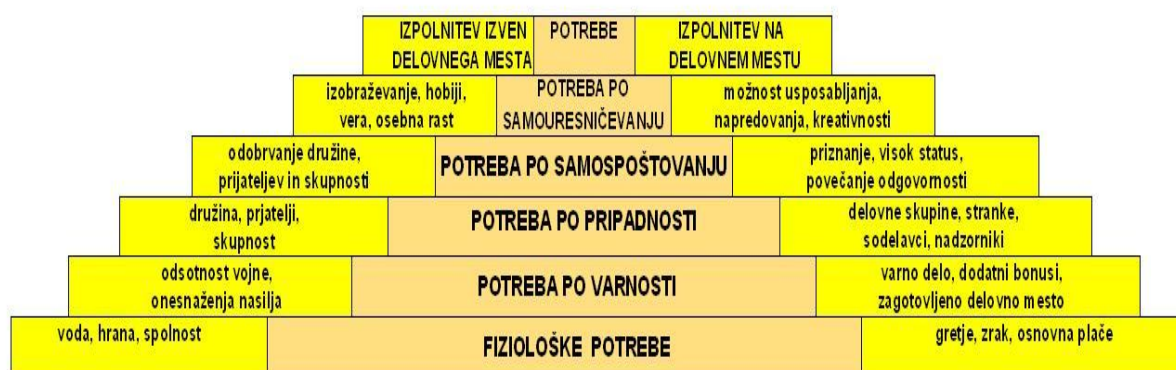 IZPOLNITEV IZVEN
DELOVNEGA MESTA
POTREBE
IZPOLNITEV NA
DELOVNEM MESTU
izobraževanje, hobiji,
vera, osebna rast
POTREBA PO
SAMOURESNIČEVANJU
možnost usposabljanja,
napredovanja, kreativnosti
odobrvanje družine,
prijateljev in skupnosti
POTREBA PO SAMOSPOŠTOVANJU
priznanje, visok status,
povečanje odgovornosti
družina, prjatelji,
skupnost
POTREBA PO PRIPADNOSTI
delovne skupine, stranke,
sodelavci, nadzorniki
odsotnost vojne,
onesnaženja nasilja
POTREBA PO VARNOSTI
varno delo, dodatni bonusi,
zagotovljeno delovno mesto
voda, hrana, spolnost
FIZIOLOŠKE POTREBE
gretje, zrak, osnovna plače